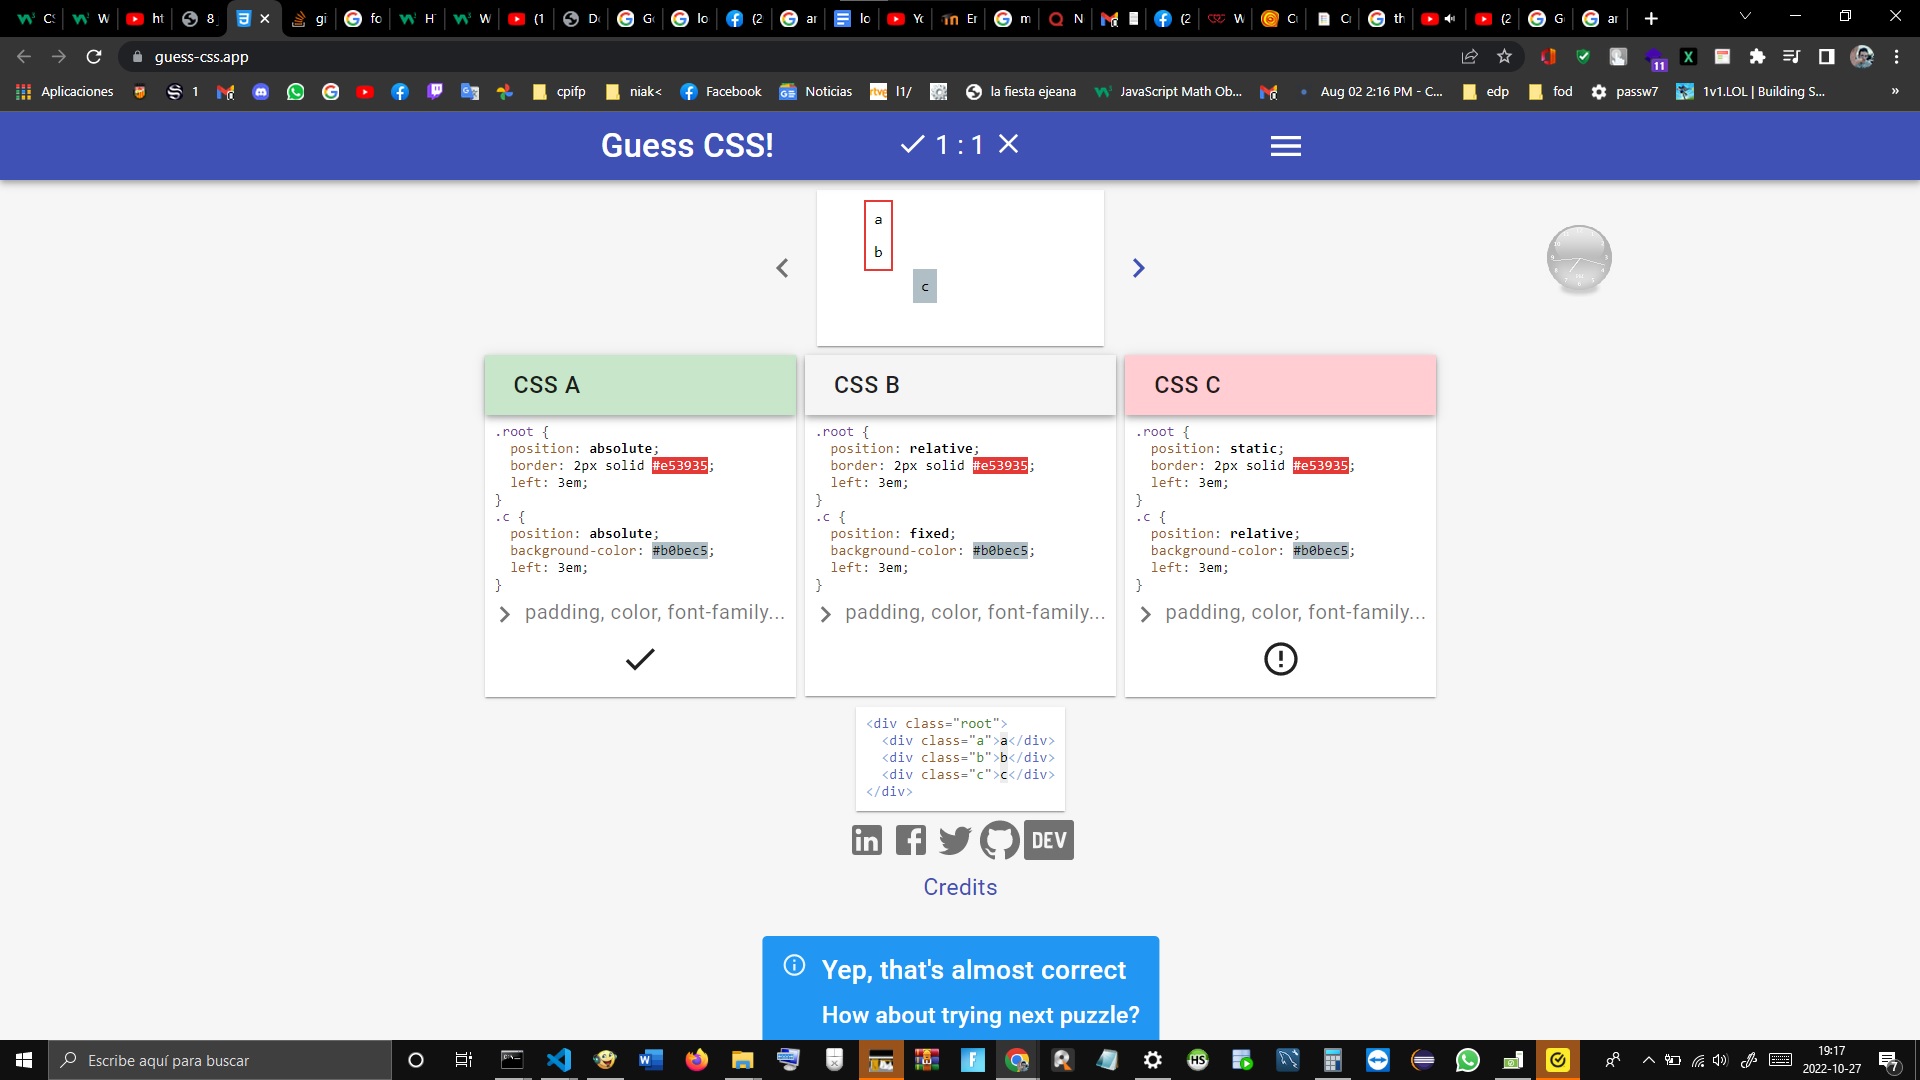 guess-css.app
11
Aplicaciones
1
cpifp
niak<
Facebook
Noticias
l1/
la fiesta ejeana
JavaScript Math Ob...
Aug 02 2:16 PM - C...
edp
fod
passw7
1v1.LOL | Building S...
»
Guess CSS!
1 : 1
a
b
c
CSS A
.root {
position: absolute;
border: 2px solid #e53935;
left: 3em;
}
.c {
position: absolute;
background-color: #b0bec5;
left: 3em;
}
padding, color, font-family...
CSS B
.root {
position: relative;
border: 2px solid #e53935;
left: 3em;
}
.c {
position: fixed;
background-color: #b0bec5;
left: 3em;
}
padding, color, font-family...
CSS C
.root {
position: static;
border: 2px solid #e53935;
left: 3em;
}
.c {
position: relative;
background-color: #b0bec5;
left: 3em;
}
padding, color, font-family...
<div class="root">
<div class="a">a</div>
<div class="b">b</div>
<div class="c">c</div>
</div>
in
DEV
Credits
Yep, that's almost correct
How about trying next puzzle?
Escribe aquí para buscar
19:17
2022-10-27
7